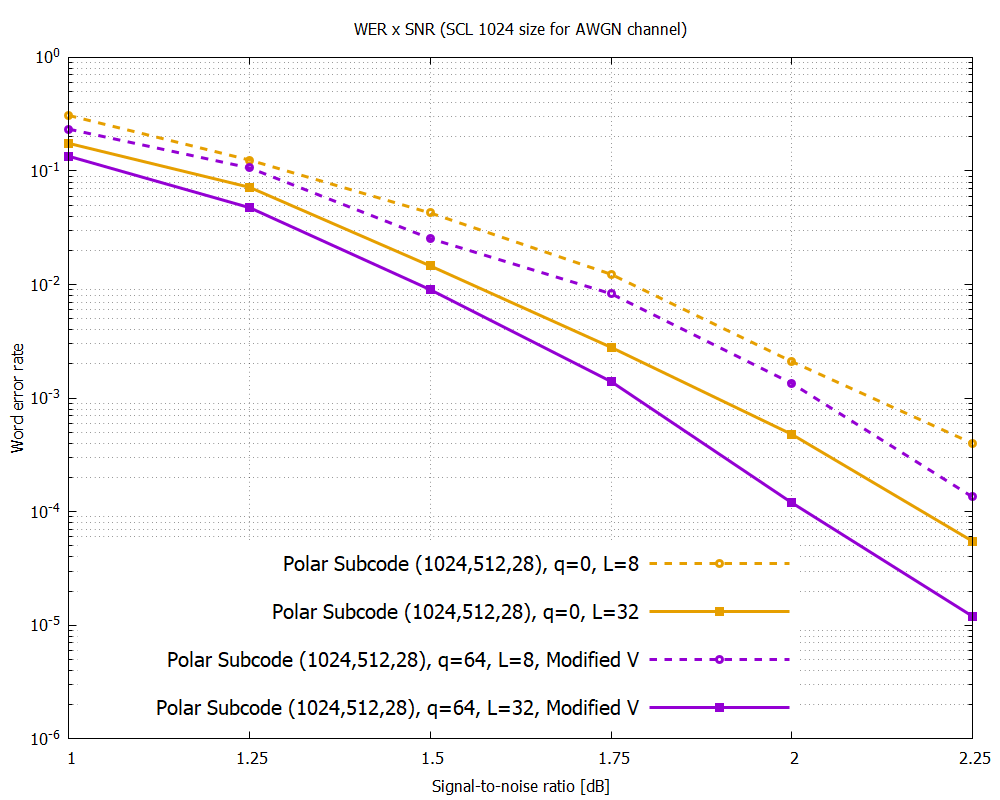 WER x SNR (SCL 1024 size for AWGN channel)
10^0
10^-1
10^-2
10^-3
10^-4
10^-5
10^-6
Word error rate
Polar Subcode (1024,512,28), q=0, L=8
Polar Subcode (1024,512,28), q=0, L=32
Polar Subcode (1024,512,28), q=64, L=8, Modified V
Polar Subcode (1024,512,28), q=64, L=32, Modified V
1 1.25 1.5 1.75 2 2.25
Signal-to-noise ratio [dB]